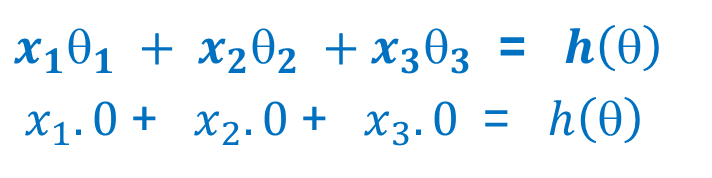 x₁θ₁ + x₂θ₂ + x₃θ₃ = h(θ)
x₁. 0 + x₂. 0 + x₃. 0 = h(θ)